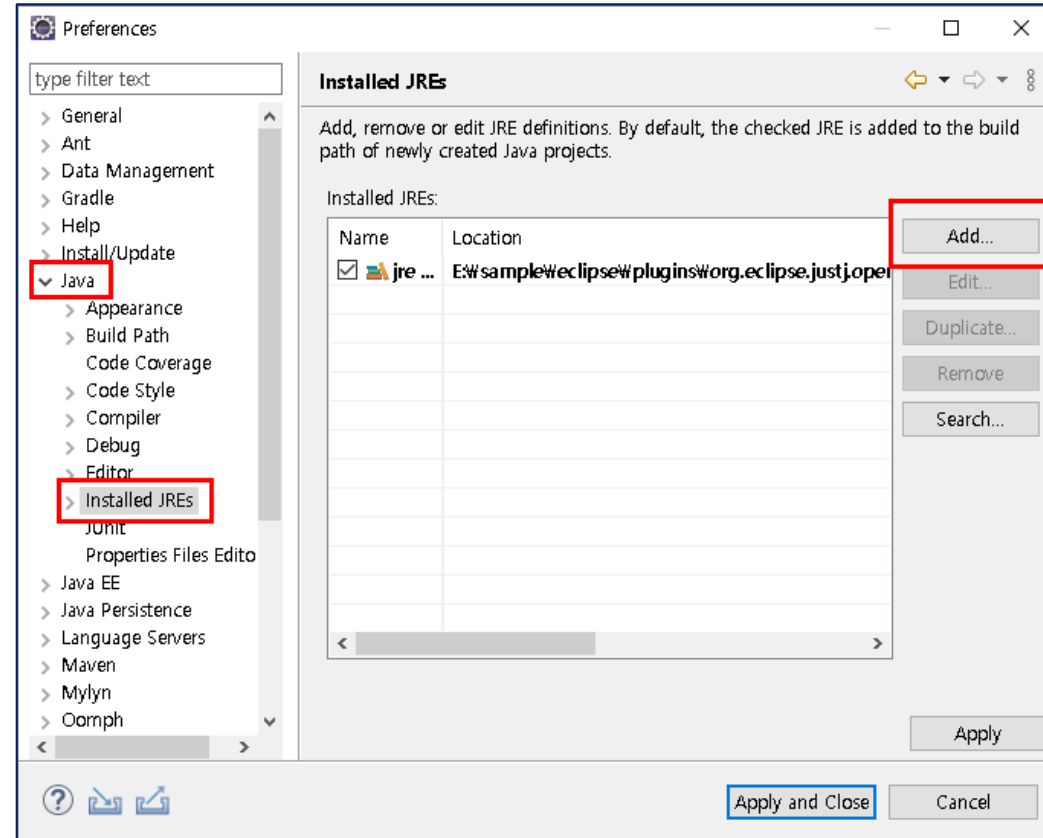 Preferences
type filter text
General
Ant
Data Management
Gradle
Help
Install/Update
Java
Appearance
Build Path
Code Coverage
Code Style
Compiler
Debug
Editor
Installed JREs
JUnit
Properties Files Edito
Java EE
Java Persistence
Language Servers
Maven
Mylyn
Oomph
Installed JREs
Add, remove or edit JRE definitions. By default, the checked JRE is added to the build
path of newly created Java projects.
Installed JREs:
Name Location
jre ... E:₩sample₩eclipse₩plugins₩org.eclipse.justj.oper
Add...
Edit...
Duplicate...
Remove
Search...
Apply
Apply and Close Cancel